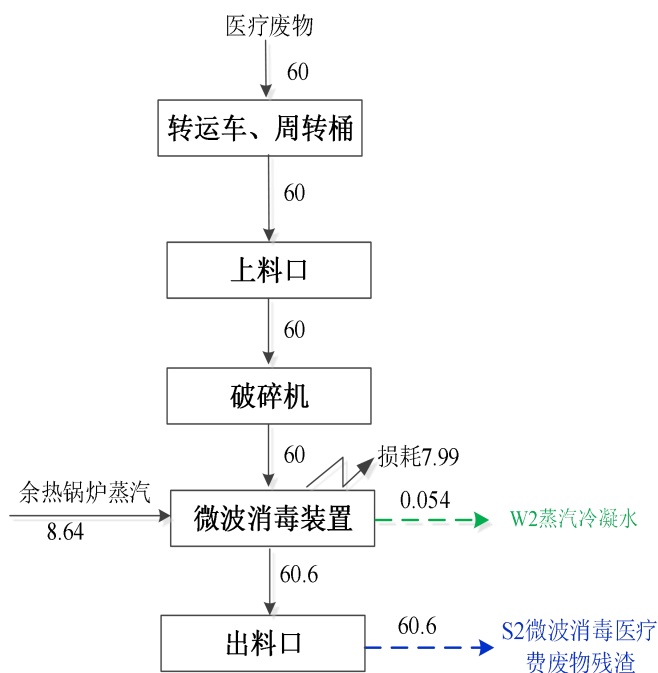 医疗废物
60
转运车、周转桶
60
上料口
60
破碎机
60
损耗7.99
余热锅炉蒸汽
8.64
微波消毒装置
0.054
W2蒸汽冷凝水
60.6
出料口
60.6
S2微波消毒医疗
费废物残渣